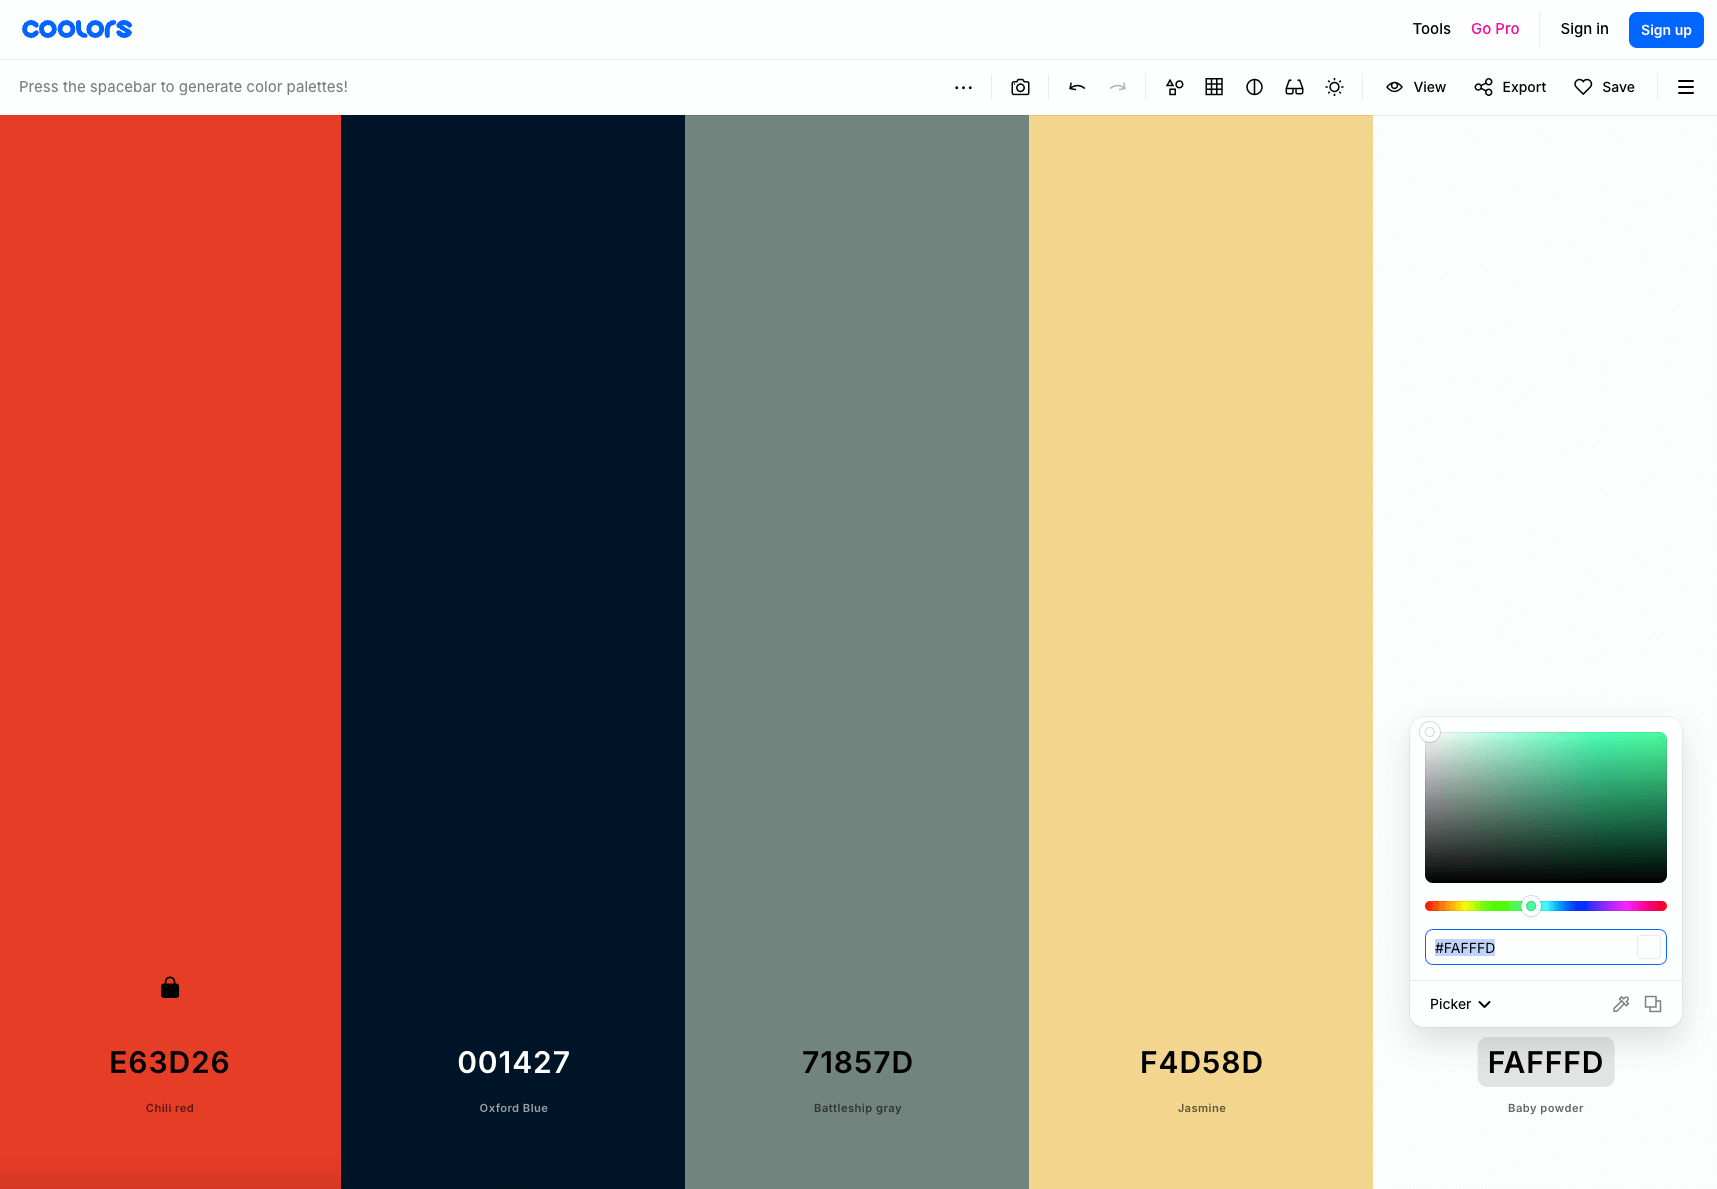 coolors
Tools Go Pro Sign in Sign up
Press the spacebar to generate color palettes!
View Export Save
#FAFFFD
Picker
E63D26 001427 71857D F4D58D FAFFFD
Chili red Oxford Blue Battleship gray Jasmine Baby powder